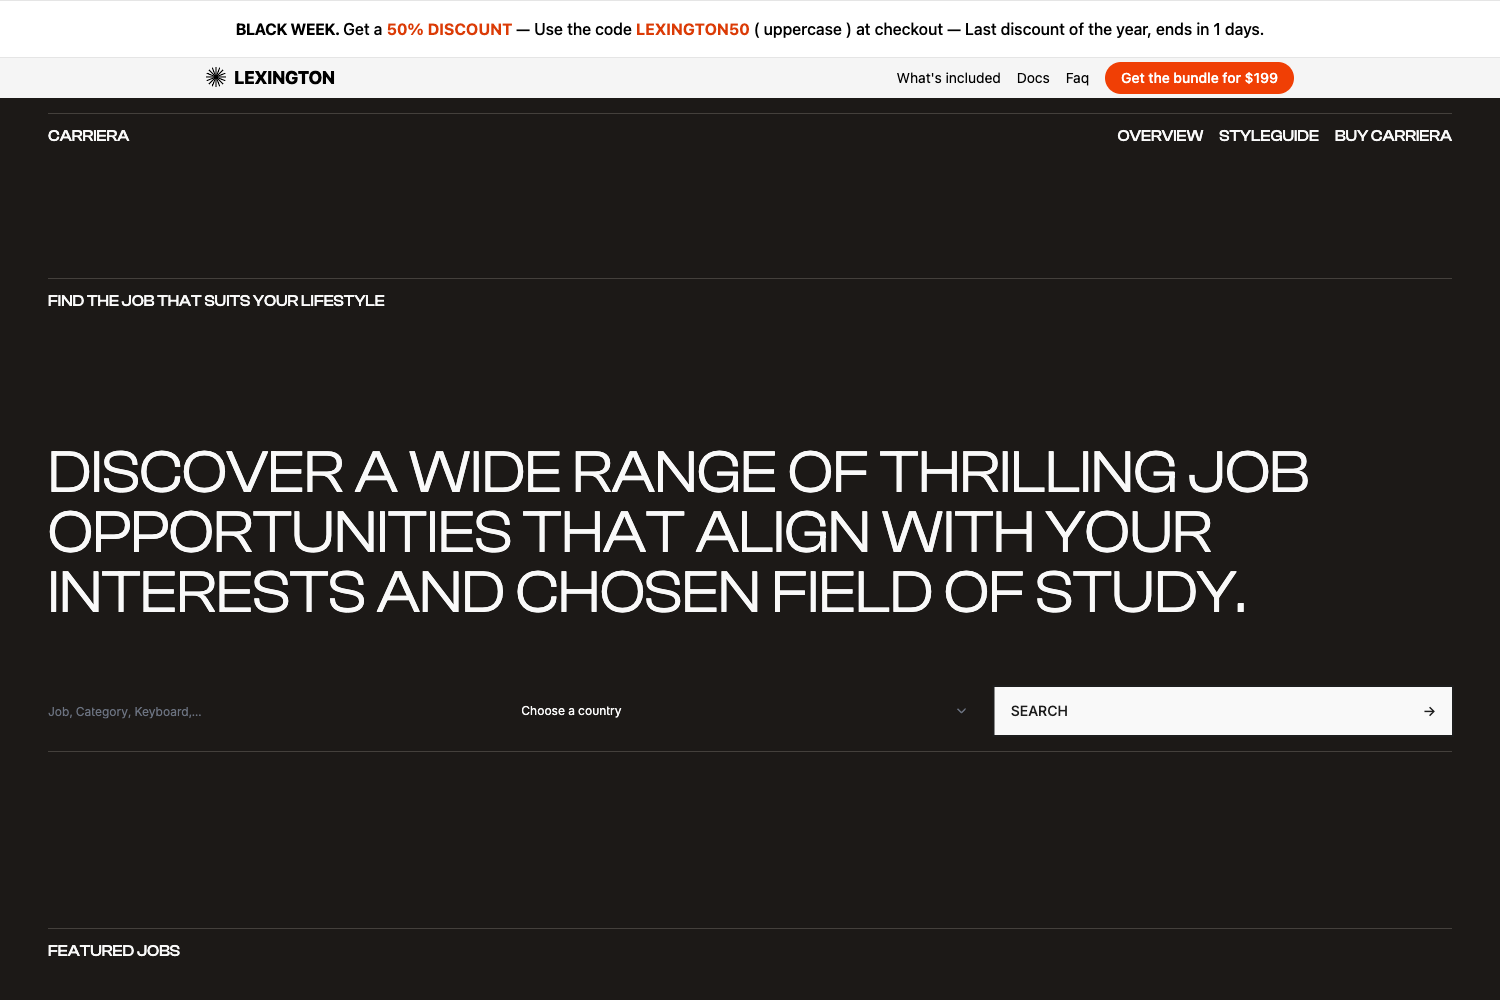 BLACK WEEK. Get a 50% DISCOUNT — Use the code LEXINGTON50 ( uppercase ) at checkout — Last discount of the year, ends in 1 days.
LEXINGTON
What's included Docs Faq Get the bundle for $199
CARRIERA
OVERVIEW STYLEGUIDE BUY CARRIERA
FIND THE JOB THAT SUITS YOUR LIFESTYLE
DISCOVER A WIDE RANGE OF THRILLING JOB
OPPORTUNITIES THAT ALIGN WITH YOUR
INTERESTS AND CHOSEN FIELD OF STUDY.
Job, Category, Keyboard,...
Choose a country
SEARCH →
FEATURED JOBS